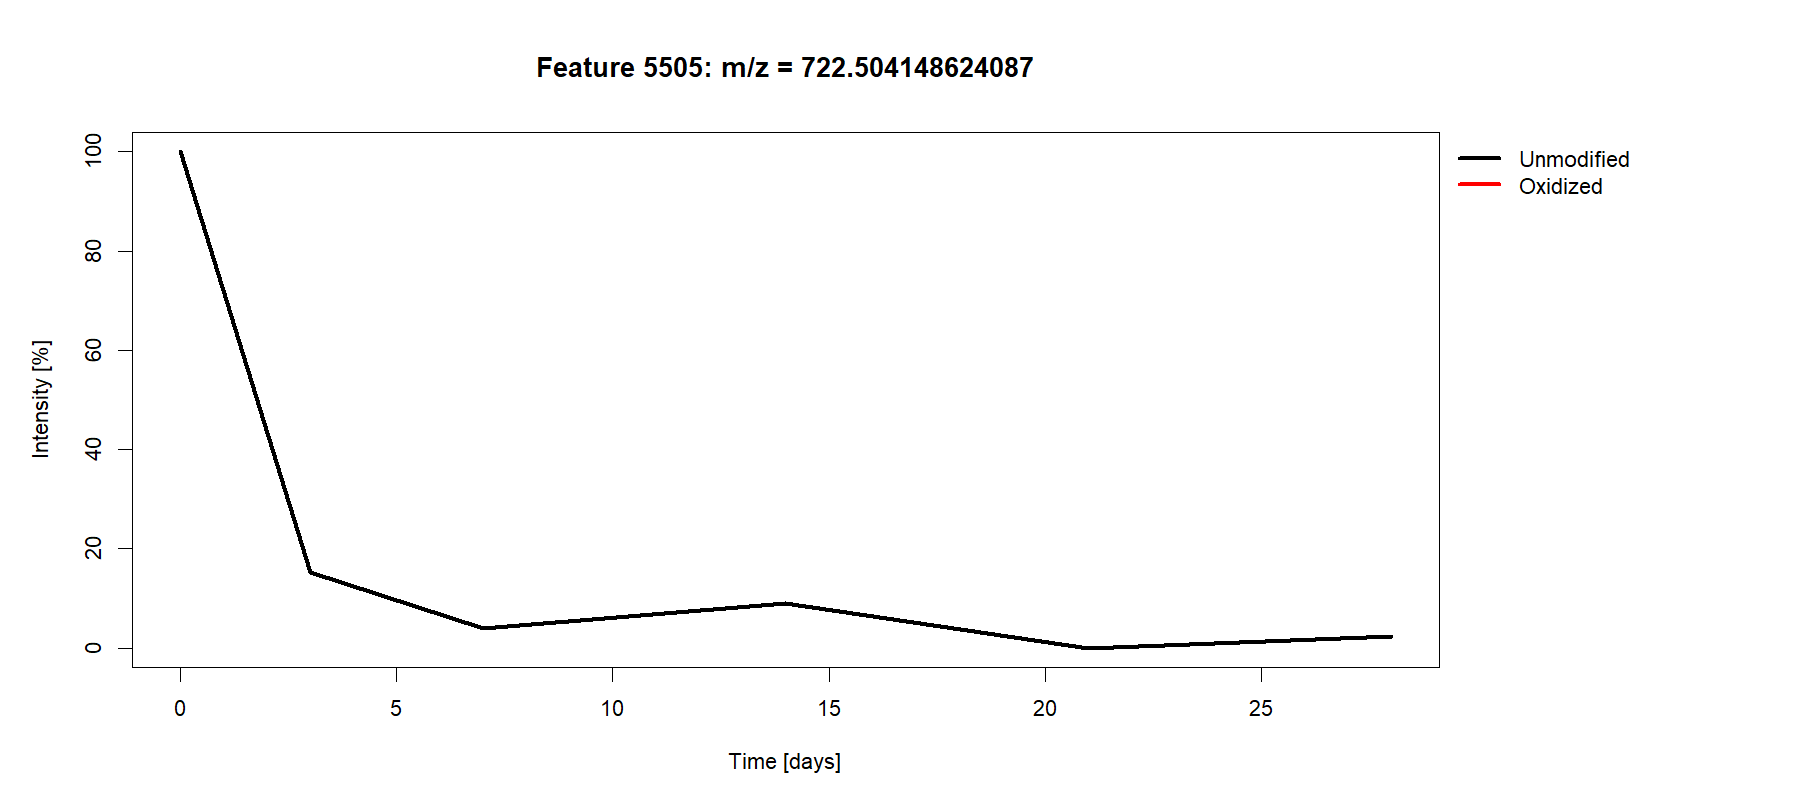 Feature 5505: m/z = 722.504148624087
Unmodified
Oxidized
Intensity [%]
100
80
60
40
20
0
0 5 10 15 20 25
Time [days]